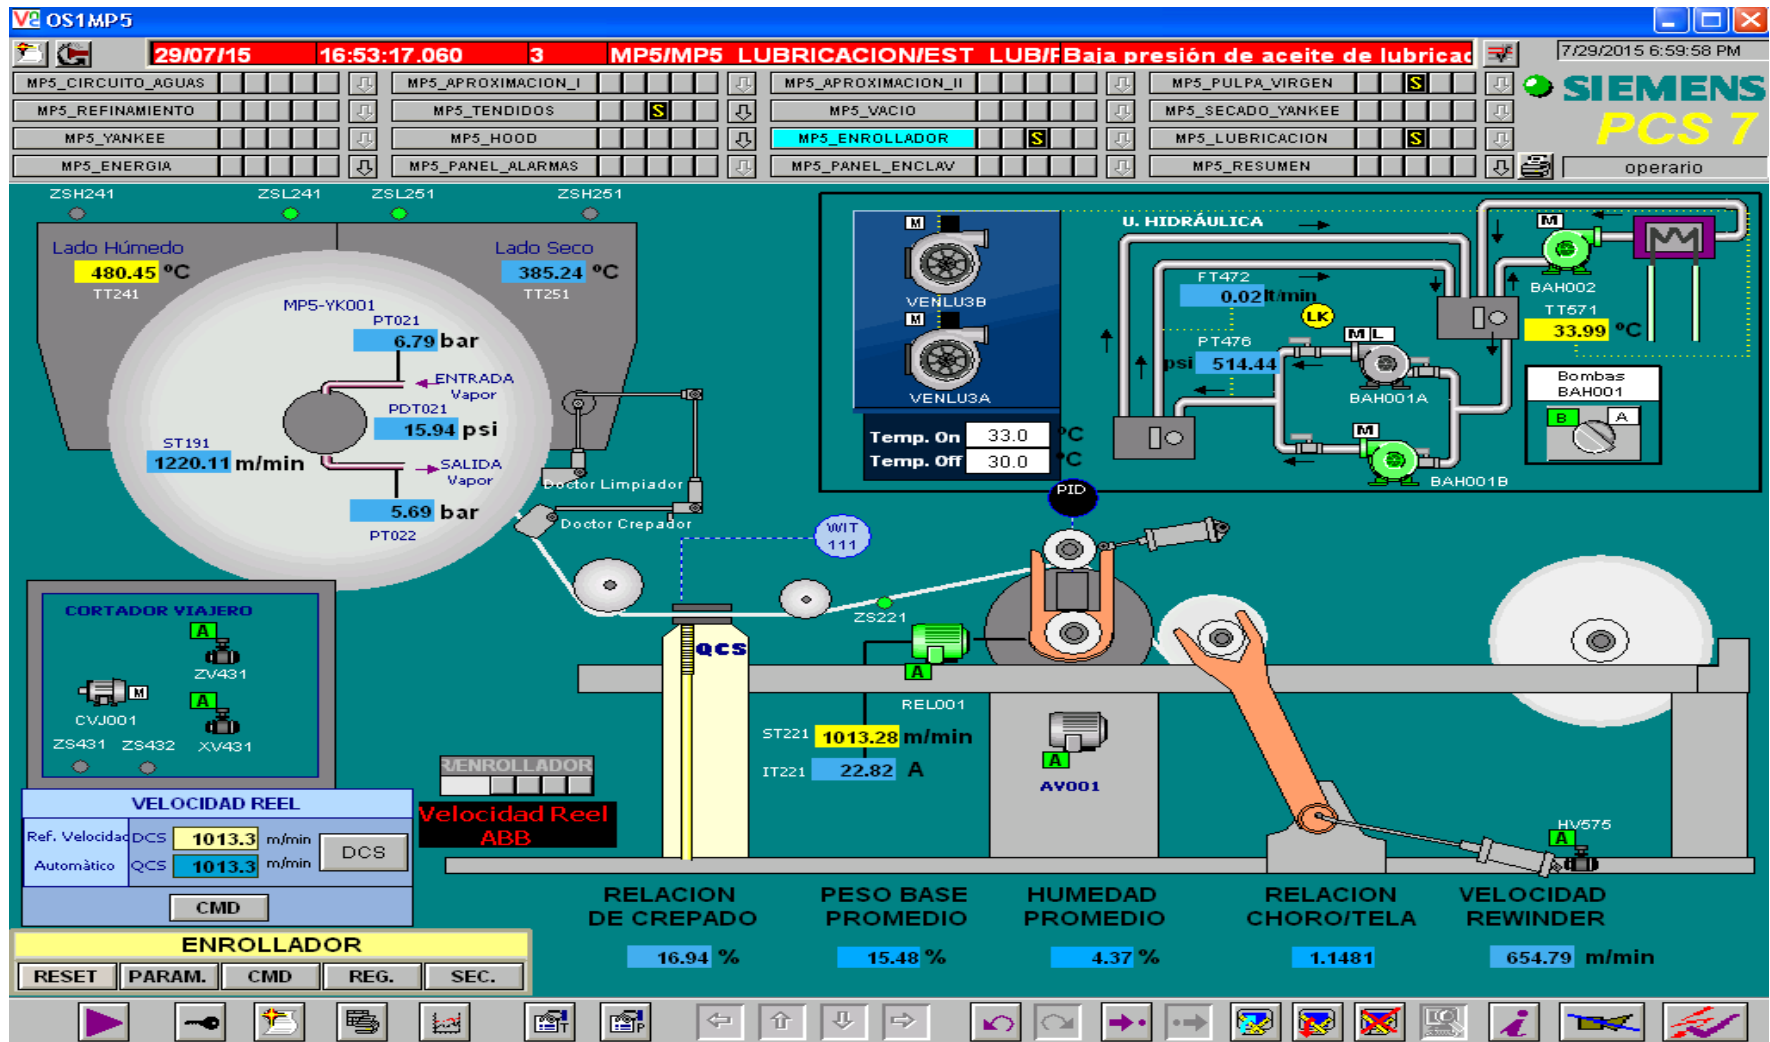 OS1MP5
29/07/15 16:53:17.060 3 MP5/MP5 LUBRICACION/EST LUB/F Baja presión de aceite de lubricac
7/29/2015 6:59:58 PM
MP5_CIRCUITO_AGUAS MP5_APROXIMACION_I MP5_APROXIMACION_II MP5_PULPA_VIRGEN S
MP5_REFINAMIENTO MP5_TENDIDOS S MP5_VACIO MP5_SECADO_YANKEE
MP5_YANKEE MP5_HOOD MP5_ENROLLADOR S MP5_LUBRICACION S
MP5_ENERGIA MP5_PANEL_ALARMAS MP5_PANEL_ENCLAV MP5_RESUMEN
SIEMENS
PCS 7
operario
ZSH241 ZSL241 ZSL251 ZSH251
Lado Húmedo
480.45 ºC
TT241
Lado Seco
385.24 ºC
TT251
MP5-YK001
PT021
6.79 bar
ENTRADA
Vapor
PDT021
15.94 psi
ST191
1220.11 m/min
SALIDA
Vapor
5.69 bar
PT022
Doctor Limpiador
Doctor Crepador
M
VENLU3B
M
VENLU3A
Temp. On 33.0 ºC
Temp. Off 30.0 ºC
U. HIDRÁULICA
FT472
0.02 lt/min
LK
PT476
psi 514.44
M L
BAH001A
M
BAH001B
M
BAH002
TT571
33.99 ºC
Bombas
BAH001
B A
PID
WIT
111
ZS221
QCS
CORTADOR VIAJERO
A
ZV431
M
CVJ001
A
XV431
ZS431 ZS432
A
REL001
ST221 1013.28 m/min
IT221 22.82 A
A
AV001
R/ENROLLADOR
Velocidad Reel
ABB
HV575
A
VELOCIDAD REEL
Ref. Velocidad DCS 1013.3 m/min
Automàtico QCS 1013.3 m/min
DCS
CMD
RELACION
DE CREPADO
16.94 %
PESO BASE
PROMEDIO
15.48 %
HUMEDAD
PROMEDIO
4.37 %
RELACION
CHORO/TELA
1.1481
VELOCIDAD
REWINDER
654.79 m/min
ENROLLADOR
RESET PARAM. CMD REG. SEC.